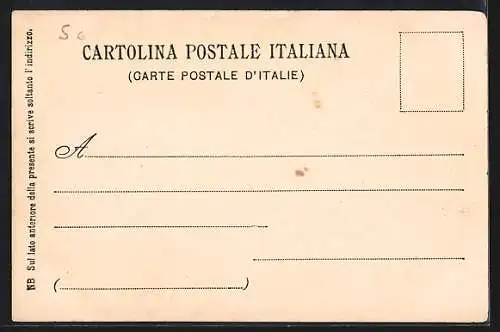 CARTOLINA POSTALE ITALIANA
(CARTE POSTALE D'ITALIE)
A
()
NB Sul lato anteriore della presente si scrive soltanto l'indirizzo.